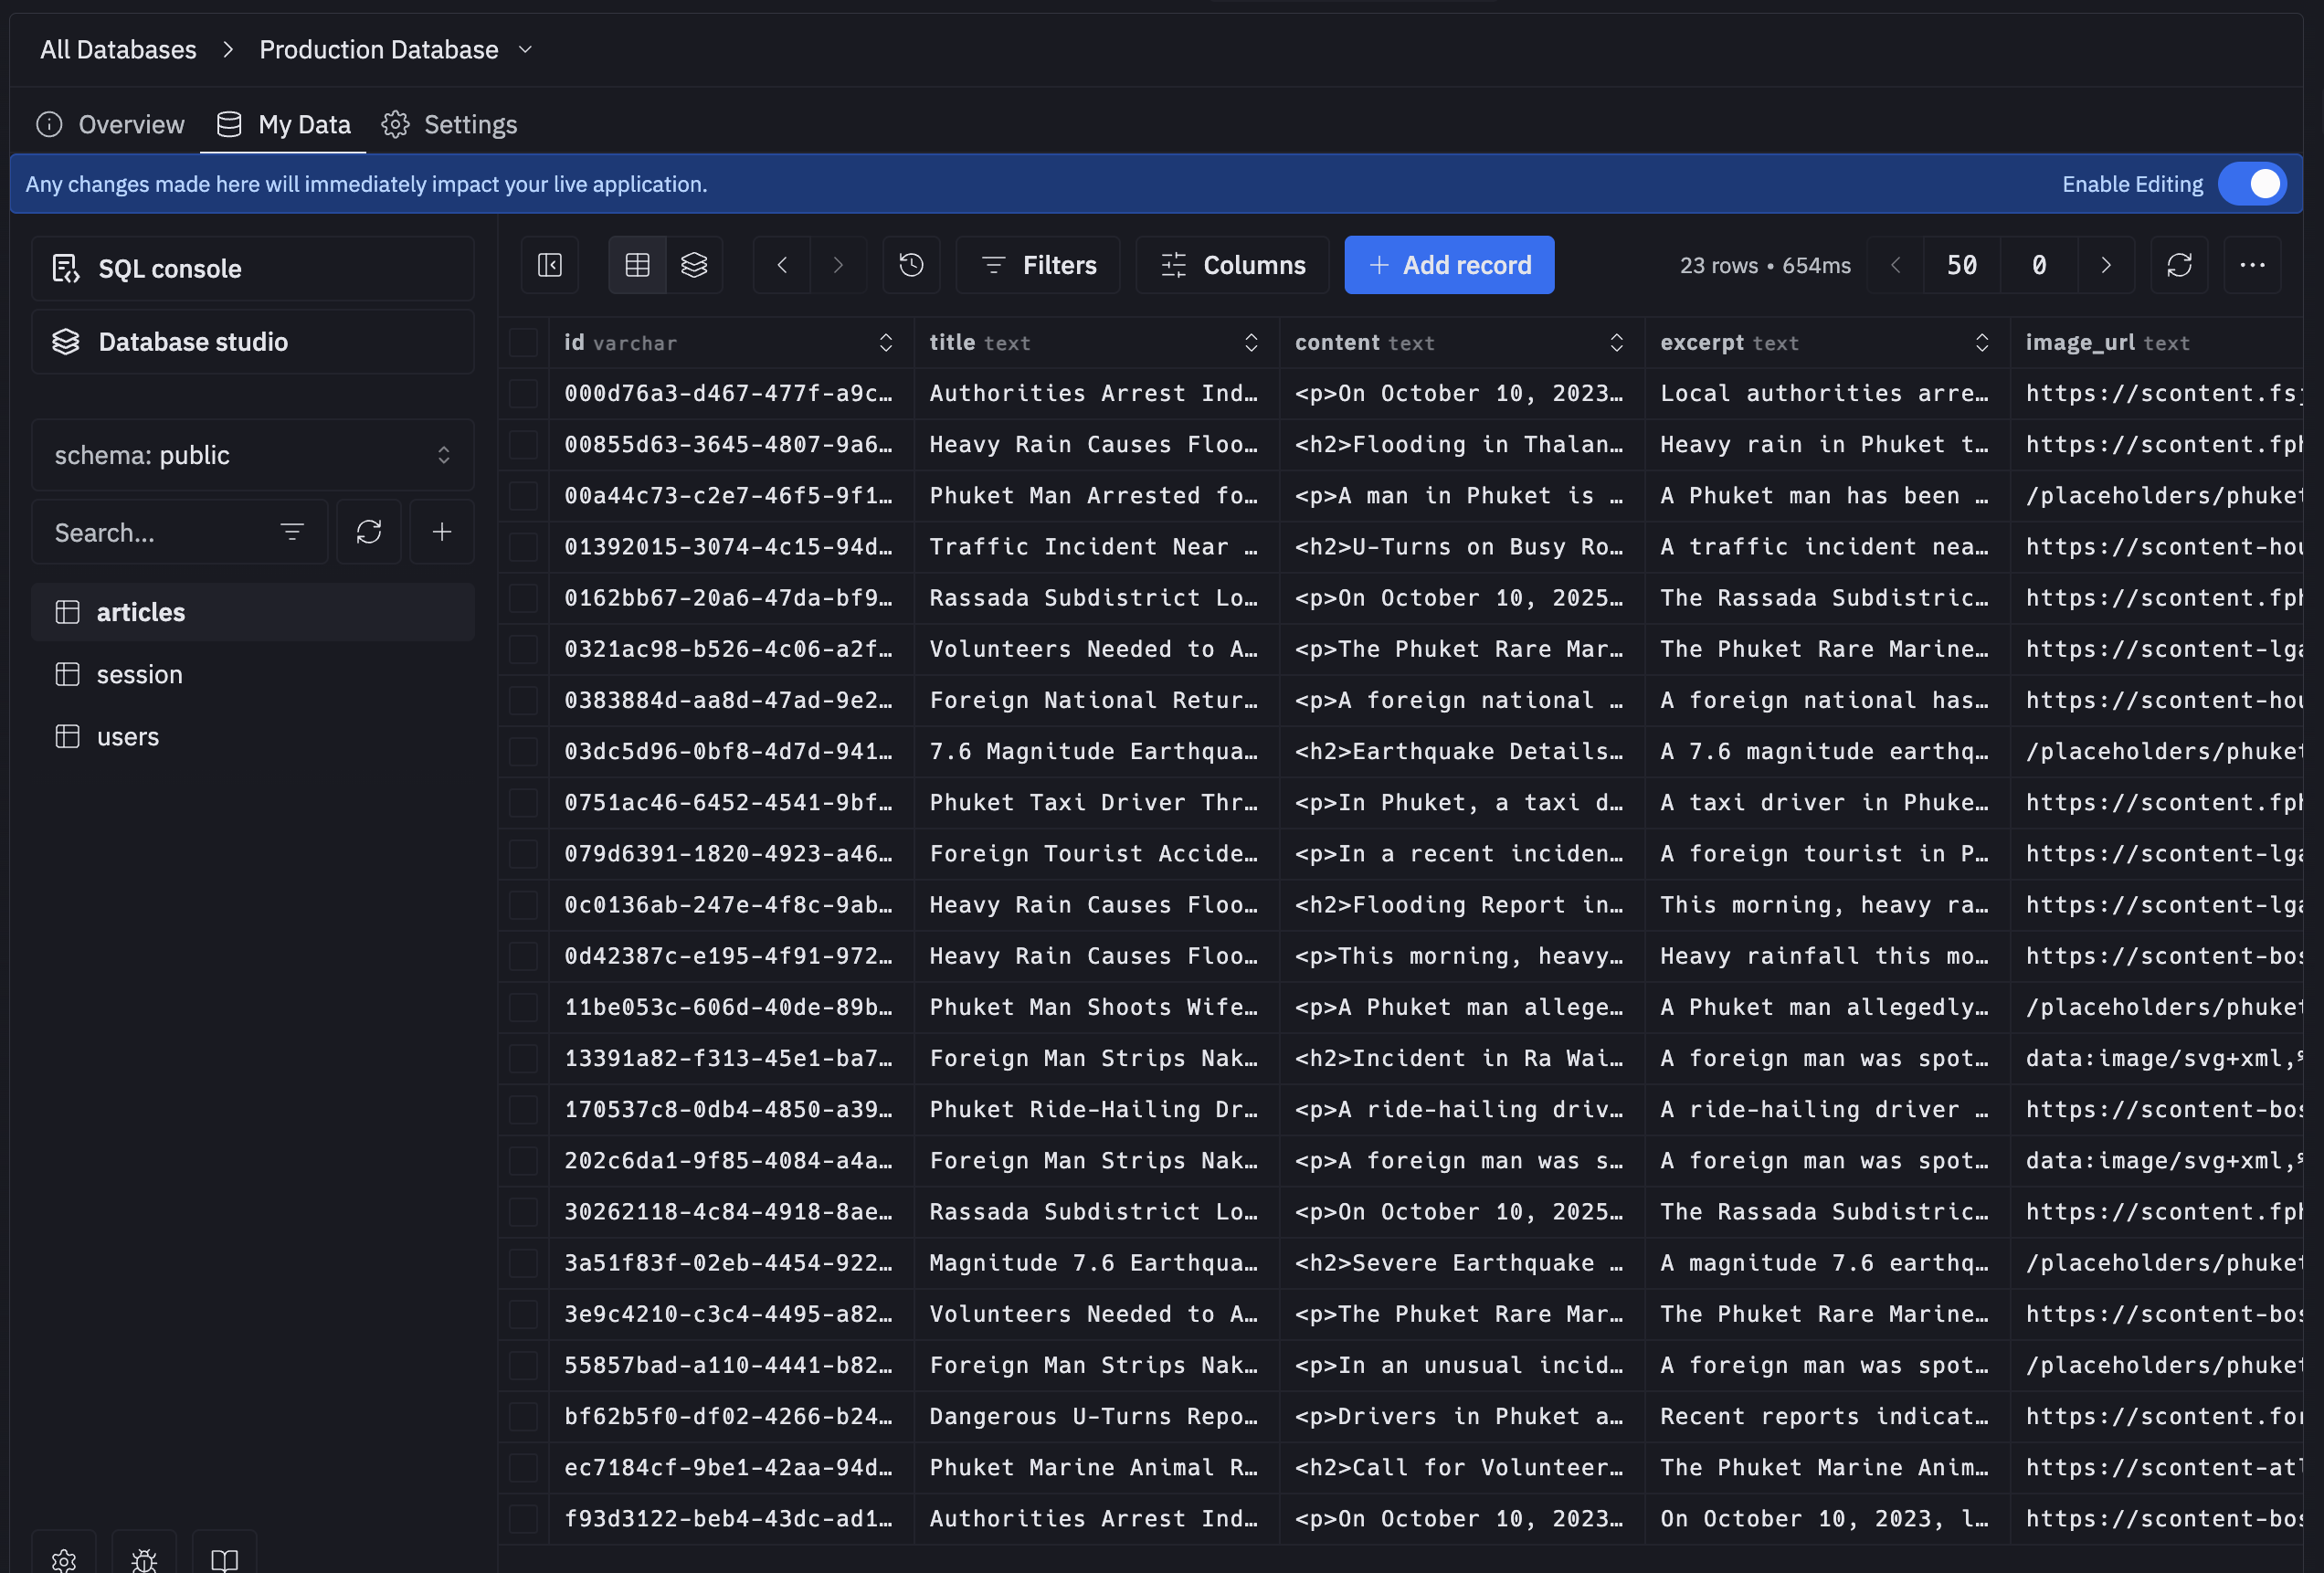 All Databases > Production Database
Overview My Data Settings
Any changes made here will immediately impact your live application. Enable Editing
SQL console
Database studio
schema: public
Search...
articles
session
users
Filters Columns + Add record 23 rows • 654ms 50 0
id varchar title text content text excerpt text image_url text
000d76a3-d467-477f-a9c… Authorities Arrest Ind… <p>On October 10, 2023… Local authorities arre… https://scontent.fsj
00855d63-3645-4807-9a6… Heavy Rain Causes Floo… <h2>Flooding in Thalan… Heavy rain in Phuket t… https://scontent.fph
00a44c73-c2e7-46f5-9f1… Phuket Man Arrested fo… <p>A man in Phuket is … A Phuket man has been … /placeholders/phuket
01392015-3074-4c15-94d… Traffic Incident Near … <h2>U-Turns on Busy Ro… A traffic incident nea… https://scontent-hou
0162bb67-20a6-47da-bf9… Rassada Subdistrict Lo… <p>On October 10, 2025… The Rassada Subdistric… https://scontent.fph
0321ac98-b526-4c06-a2f… Volunteers Needed to A… <p>The Phuket Rare Mar… The Phuket Rare Marine… https://scontent-lga
0383884d-aa8d-47ad-9e2… Foreign National Retur… <p>A foreign national … A foreign national has… https://scontent-hou
03dc5d96-0bf8-4d7d-941… 7.6 Magnitude Earthqua… <h2>Earthquake Details… A 7.6 magnitude earthq… /placeholders/phuket
0751ac46-6452-4541-9bf… Phuket Taxi Driver Thr… <p>In Phuket, a taxi d… A taxi driver in Phuke… https://scontent.fph
079d6391-1820-4923-a46… Foreign Tourist Accide… <p>In a recent inciden… A foreign tourist in P… https://scontent-lga
0c0136ab-247e-4f8c-9ab… Heavy Rain Causes Floo… <h2>Flooding Report in… This morning, heavy ra… https://scontent-lga
0d42387c-e195-4f91-972… Heavy Rain Causes Floo… <p>This morning, heavy… Heavy rainfall this mo… https://scontent-bos
11be053c-606d-40de-89b… Phuket Man Shoots Wife… <p>A Phuket man allege… A Phuket man allegedly… /placeholders/phuket
13391a82-f313-45e1-ba7… Foreign Man Strips Nak… <h2>Incident in Ra Wai… A foreign man was spot… data:image/svg+xml,%
170537c8-0db4-4850-a39… Phuket Ride-Hailing Dr… <p>A ride-hailing driv… A ride-hailing driver … https://scontent-bos
202c6da1-9f85-4084-a4a… Foreign Man Strips Nak… <p>A foreign man was s… A foreign man was spot… data:image/svg+xml,%
30262118-4c84-4918-8ae… Rassada Subdistrict Lo… <p>On October 10, 2025… The Rassada Subdistric… https://scontent.fph
3a51f83f-02eb-4454-922… Magnitude 7.6 Earthqua… <h2>Severe Earthquake … A magnitude 7.6 earthq… /placeholders/phuket
3e9c4210-c3c4-4495-a82… Volunteers Needed to A… <p>The Phuket Rare Mar… The Phuket Rare Marine… https://scontent-bos
55857bad-a110-4441-b82… Foreign Man Strips Nak… <p>In an unusual incid… A foreign man was spot… /placeholders/phuket
bf62b5f0-df02-4266-b24… Dangerous U-Turns Repo… <p>Drivers in Phuket a… Recent reports indicat… https://scontent.for
ec7184cf-9be1-42aa-94d… Phuket Marine Animal R… <h2>Call for Volunteer… The Phuket Marine Anim… https://scontent-atl
f93d3122-beb4-43dc-ad1… Authorities Arrest Ind… <p>On October 10, 2023… On October 10, 2023, l… https://scontent-bos